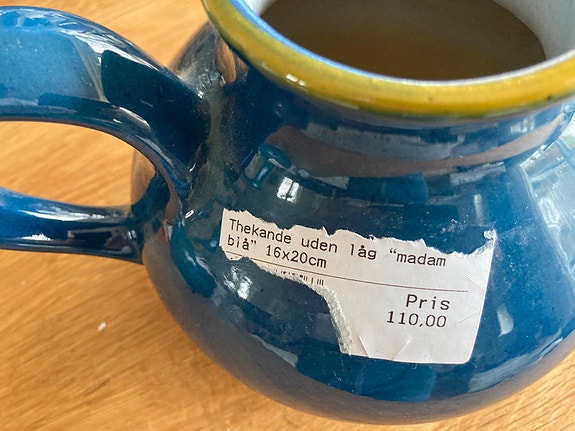 Thekande uden låg “madam
blå” 16x20cm
Pris
110,00